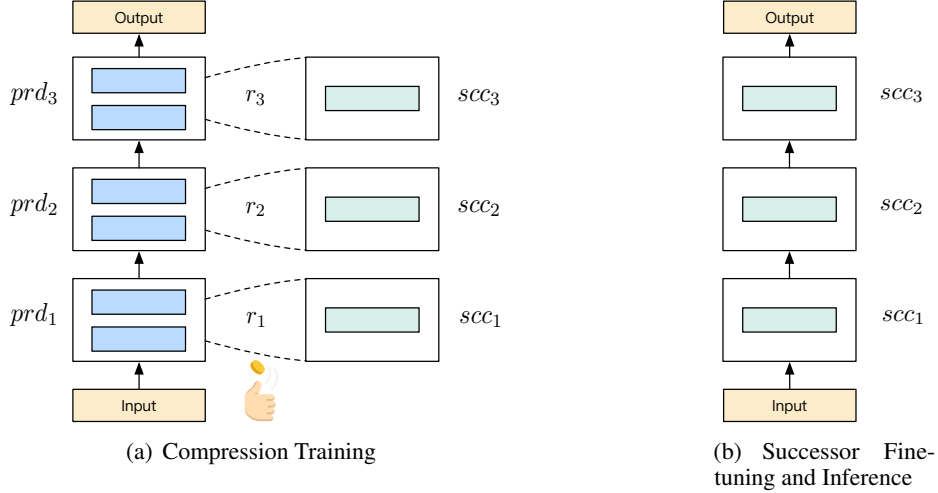 Output
Output
prd₃
r₃
scc₃
scc₃
prd₂
r₂
scc₂
scc₂
prd₁
r₁
scc₁
scc₁
Input
Input
(a) Compression Training
(b) Successor Fine-
tuning and Inference